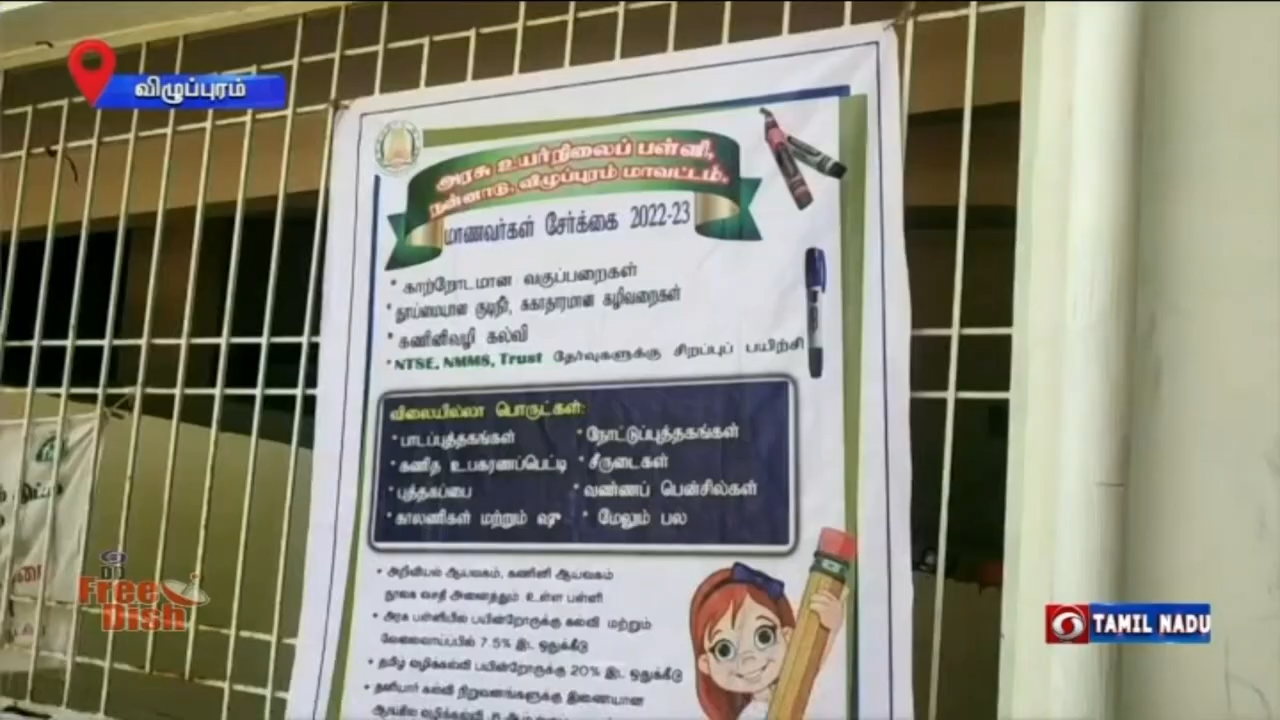 விழுப்புரம்
அரசு உயர்நிலைப் பள்ளி,
நன்னாடு, விழுப்புரம் மாவட்டம்.
மாணவர்கள் சேர்க்கை 2022-23
* காற்றோடமான வகுப்பறைகள்
* தூய்மையான குடிநீர், சுகாதாரமான கழிவறைகள்
* கணினிவழி கல்வி
* NTSE, NMMS, Trust தேர்வுகளுக்கு சிறப்புப் பயிற்சி
விலையில்லா பொருட்கள்:
* பாடப்புத்தகங்கள் * நோட்டுப்புத்தகங்கள்
* கணித உபகரணப்பெட்டி * சீருடைகள்
* புத்தகப்பை * வண்ணப் பென்சில்கள்
* காலணிகள் மற்றும் ஷு * மேலும் பல
* அறிவியல் ஆய்வகம், கணினி ஆய்வகம்
நூலக வசதி அனைத்தும் உள்ள பள்ளி
* அரசு பள்ளியில் பயின்றோருக்கு கல்வி மற்றும்
வேலைவாய்ப்பில் 7.5% இட ஒதுக்கீடு
* தமிழ் வழிக்கல்வி பயின்றோருக்கு 20% இட ஒதுக்கீடு
* தனியார் கல்வி நிறுவனங்களுக்கு இணையான
DD
Free
Dish
TAMIL NADU